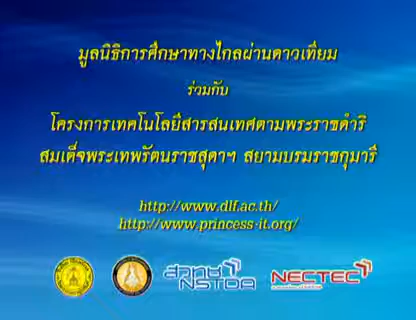 มูลนิธิการศึกษาทางไกลผ่านดาวเทียม
ร่วมกับ
โครงการเทคโนโลยีสารสนเทศตามพระราชดำริ
สมเด็จพระเทพรัตนราชสุดาฯ สยามบรมราชกุมารี
http://www.dlf.ac.th/
http://www.princess-it.org/
สวทช
NSTDA
NECTEC